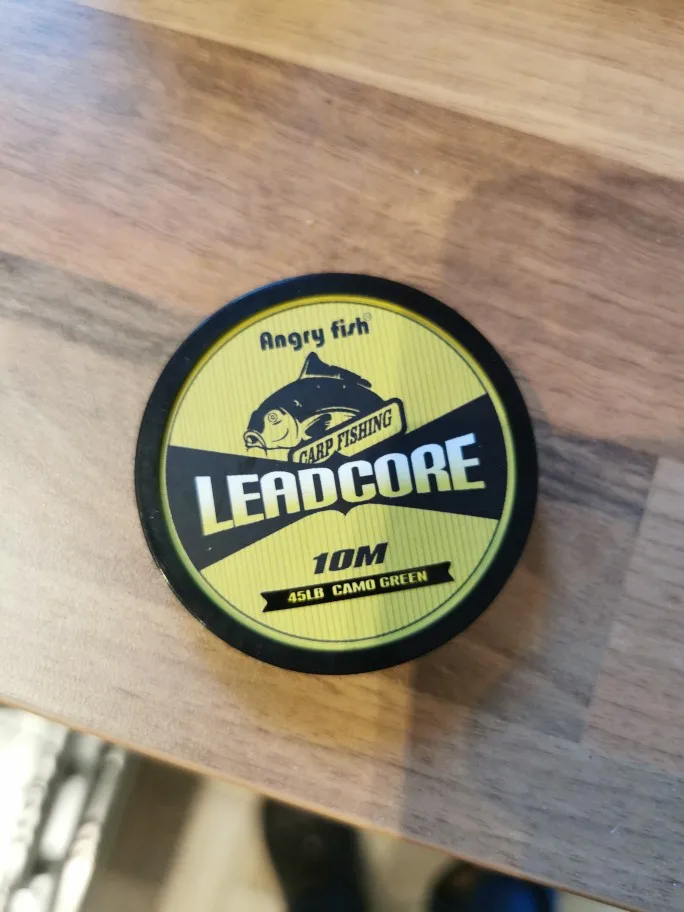 Angry fish
CARP FISHING
LEADCORE
10M
45LB CAMO GREEN